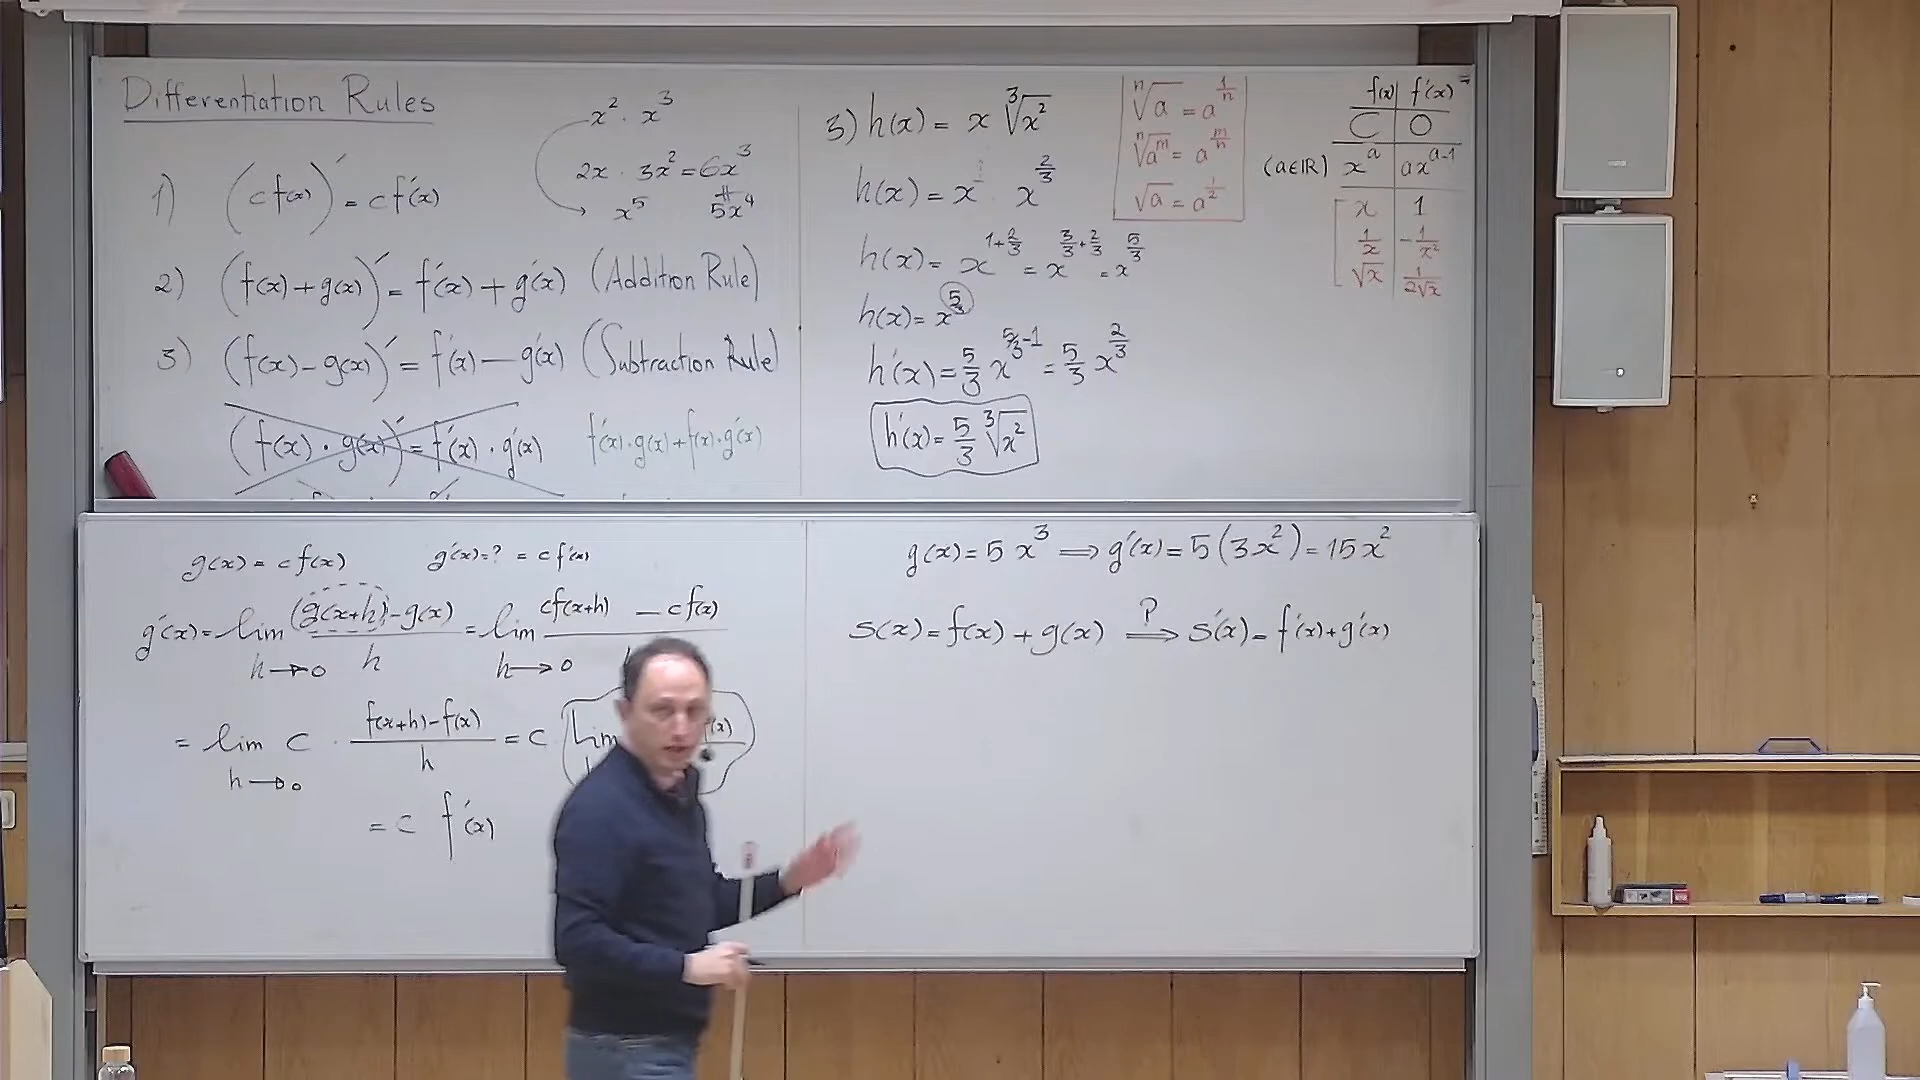 Differentiation Rules
1) (c f(x))' = c f'(x)
2) (f(x) + g(x))' = f'(x) + g'(x) (Addition Rule)
3) (f(x) - g(x))' = f'(x) - g'(x) (Subtraction Rule)
(f(x) · g(x))' = f'(x) · g'(x) f'(x)·g(x)+f(x)·g'(x)
x² · x³
2x · 3x² = 6x³
x⁵ ≠ 5x⁴
3) h(x) = x ∛x²
h(x) = x¹ x^(2/3)
h(x) = x^(1+2/3) = x^(3/3+2/3) = x^(5/3)
h(x) = x^(5/3)
h'(x) = 5/3 x^(5/3-1) = 5/3 x^(2/3)
h'(x) = 5/3 ∛x²
ⁿ√a = a^(1/n)
ⁿ√a^m = a^(m/n)
√a = a^(1/2)
f(x) f'(x)
C 0
(a∈ℝ) x^a ax^(a-1)
x 1
1/x -1/x²
√x 1/(2√x)
g(x) = c f(x) g'(x) = ? = c f'(x)
g'(x) = lim h→0 (g(x+h) - g(x))/h = lim h→0 cf(x+h) - cf(x)
= lim h→0 c · (f(x+h) - f(x))/h = c lim
= c f'(x)
g(x) = 5x³ ⟹ g'(x) = 5(3x²) = 15x²
s(x) = f(x) + g(x) ⟹? s'(x) = f'(x) + g'(x)